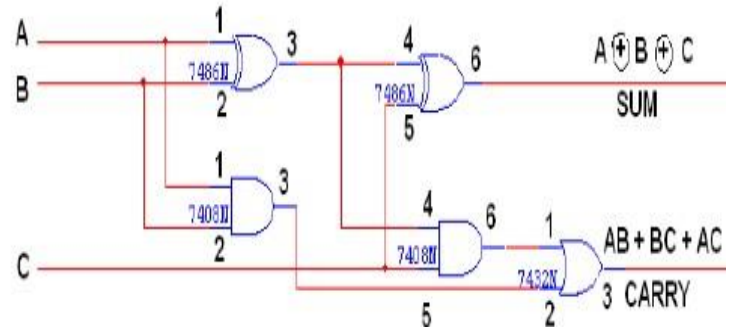 A 1 3 4 6 A ⊕ B ⊕ C
7486N 7486N
B 2 5 SUM
1 3
7408N 4 6 1 AB + BC + AC
2
C 7408N 7432N 3 CARRY
5 2